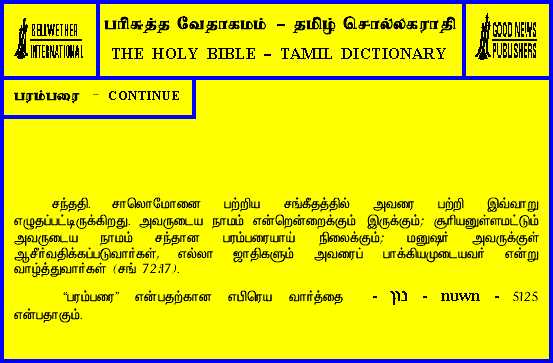 BELLWETHER
INTERNATIONAL
பரிசுத்த வேதாகமம் – தமிழ் சொல்லகராதி
THE HOLY BIBLE – TAMIL DICTIONARY
GOOD NEWS
PUBLISHERS
பரம்பரை – CONTINUE
சந்ததி. சாலொமோனை பற்றிய சங்கீதத்தில் அவரை பற்றி இவ்வாறு
எழுதப்பட்டிருக்கிறது. அவருடைய நாமம் என்றென்றைக்கும் இருக்கும்; சூரியனுள்ளமட்டும்
அவருடைய நாமம் சந்தான பரம்பரையாய் நிலைக்கும்; மனுஷர் அவருக்குள்
ஆசீர்வதிக்கப்படுவார்கள், எல்லா ஜாதிகளும் அவரைப் பாக்கியமுடையவர் என்று
வாழ்த்துவார்கள் (சங் 72:17).
“பரம்பரை” என்பதற்கான எபிரெய வார்த்தை - נון - nuwn - 5125
என்பதாகும்.